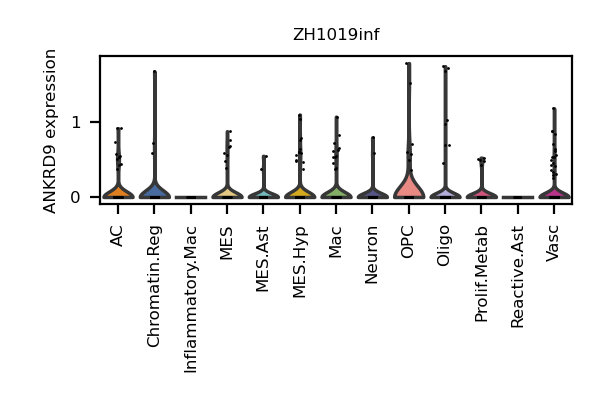 ZH1019inf
ANKRD9 expression
1
0
AC
Chromatin.Reg
Inflammatory.Mac
MES
MES.Ast
MES.Hyp
Mac
Neuron
OPC
Oligo
Prolif.Metab
Reactive.Ast
Vasc